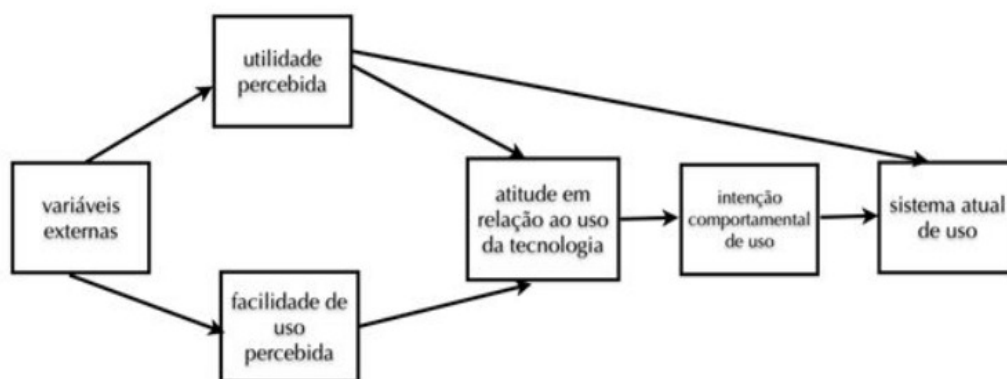 utilidade
percebida
variáveis
externas
atitude em
relação ao uso
da tecnologia
intenção
comportamental
de uso
sistema atual
de uso
facilidade de
uso
percebida